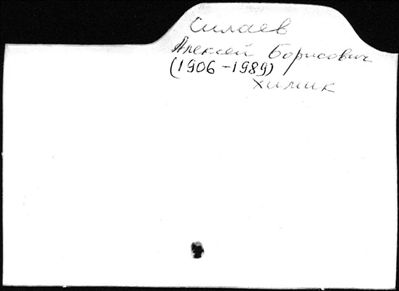 Силаев
Алексей Борисович
(1906-1989)
химик